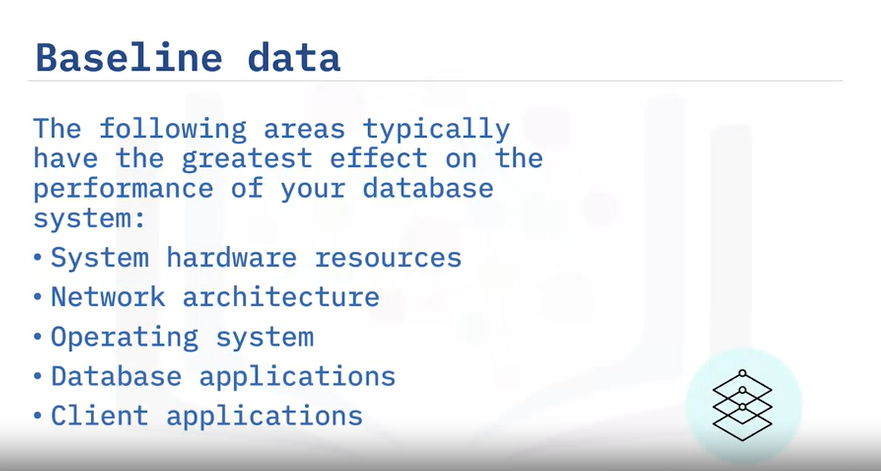 Baseline data
The following areas typically
have the greatest effect on the
performance of your database
system:
• System hardware resources
• Network architecture
• Operating system
• Database applications
• Client applications